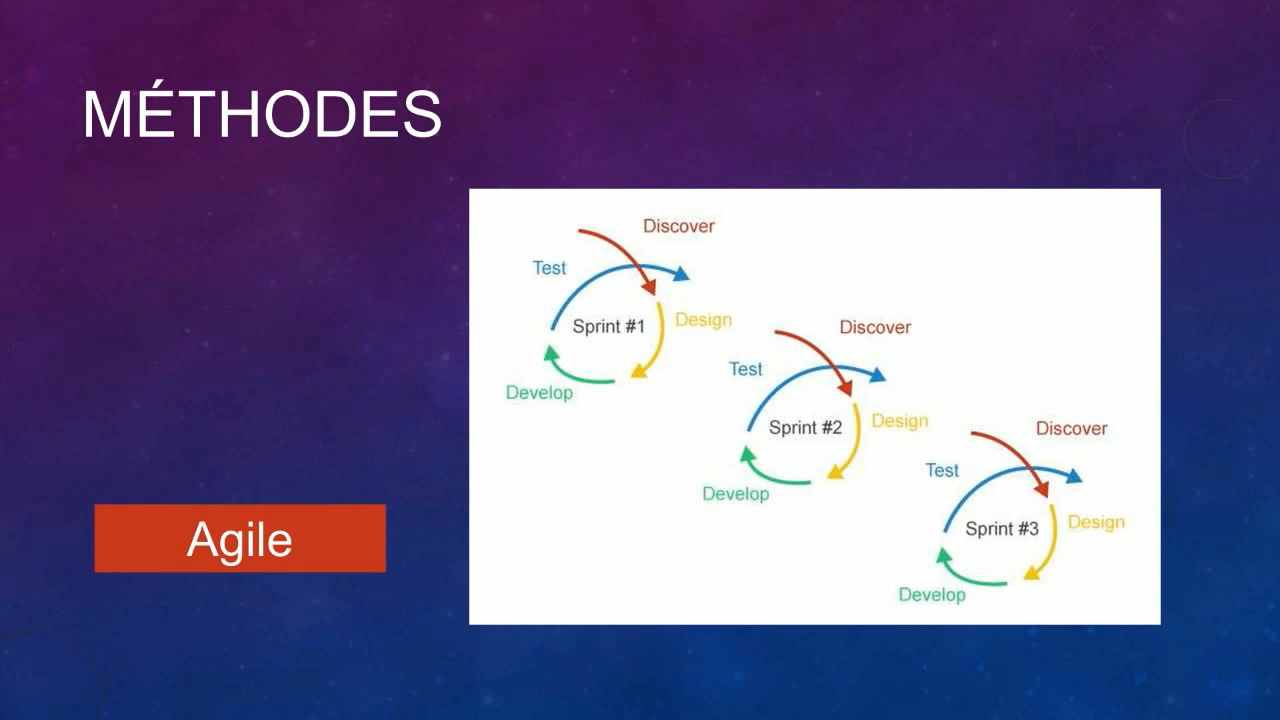 MÉTHODES
Discover
Test
Sprint #1
Design
Develop
Discover
Test
Sprint #2
Design
Develop
Discover
Test
Sprint #3
Design
Develop
Agile